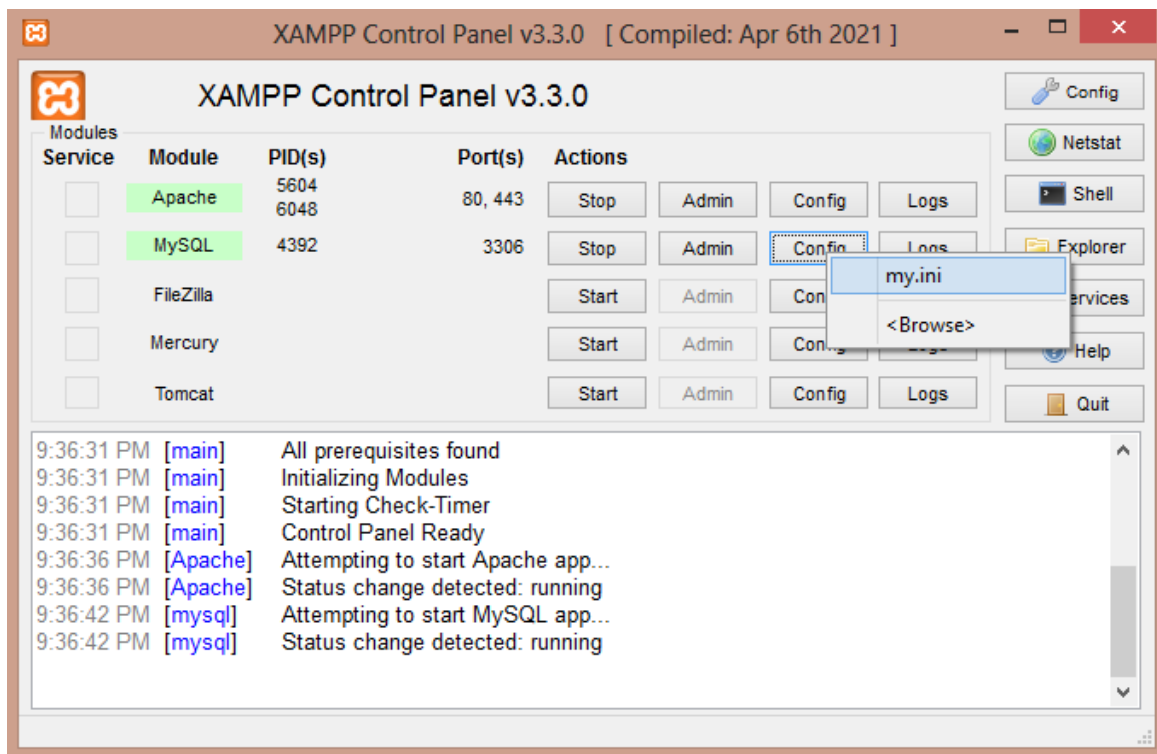 XAMPP Control Panel v3.3.0 [ Compiled: Apr 6th 2021 ]
XAMPP Control Panel v3.3.0
Config
Modules
Service Module PID(s) Port(s) Actions
Netstat
Apache 5604 6048 80, 443 Stop Admin Config Logs
Shell
MySQL 4392 3306 Stop Admin Config Logs
Explorer
my.ini
FileZilla Start Admin Con
ervices
<Browse>
Mercury Start Admin
Help
Tomcat Start Admin Config Logs
Quit
9:36:31 PM [main] All prerequisites found
9:36:31 PM [main] Initializing Modules
9:36:31 PM [main] Starting Check-Timer
9:36:31 PM [main] Control Panel Ready
9:36:36 PM [Apache] Attempting to start Apache app...
9:36:36 PM [Apache] Status change detected: running
9:36:42 PM [mysql] Attempting to start MySQL app...
9:36:42 PM [mysql] Status change detected: running